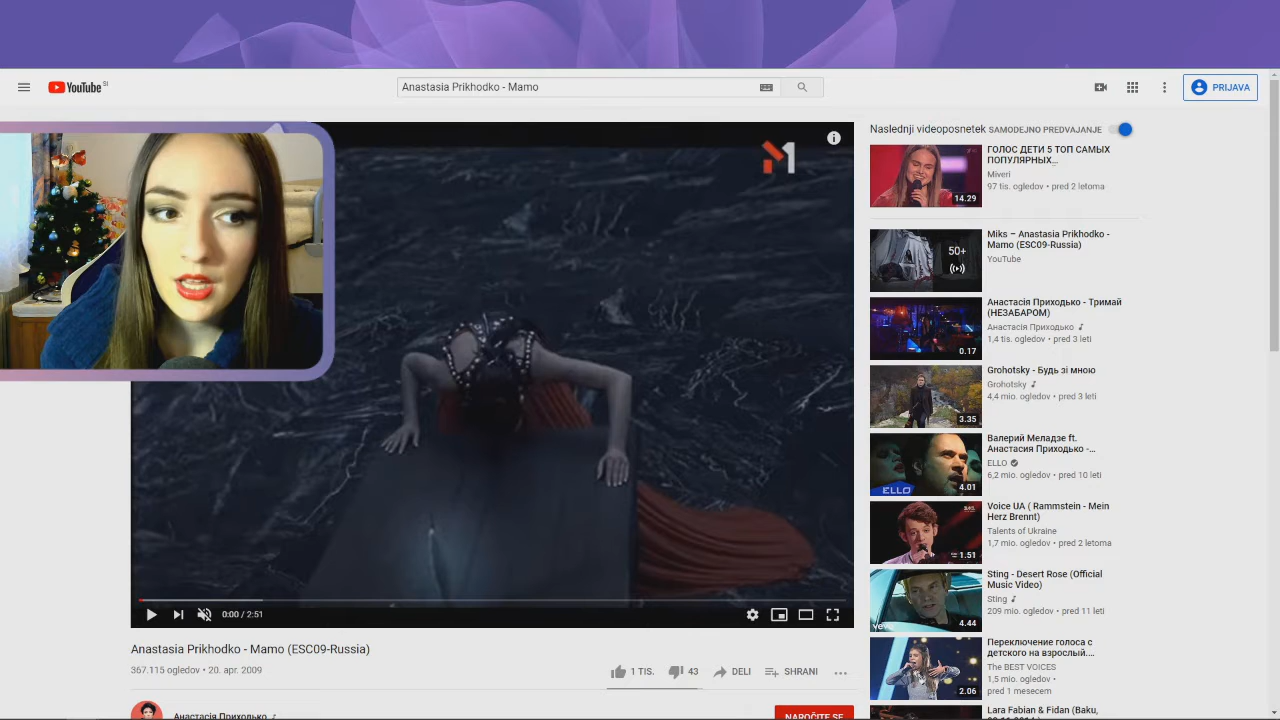 YouTube SI
Anastasia Prikhodko - Mamo
PRIJAVA
M1
0:00 / 2:51
Anastasia Prikhodko - Mamo (ESC09-Russia)
367.115 ogledov • 20. apr. 2009
1 TIS.
43
DELI
SHRANI
Анастасія Приходько
NAROČITE SE
Naslednji videoposnetek
SAMODEJNO PREDVAJANJE
14.29
ГОЛОС ДЕТИ 5 ТОП САМЫХ
ПОПУЛЯРНЫХ...
Miveri
97 tis. ogledov • pred 2 letoma
50+
Miks – Anastasia Prikhodko -
Mamo (ESC09-Russia)
YouTube
0.17
Анастасія Приходько - Тримай
(НЕЗАБАРОМ)
Анастасія Приходько
1,4 tis. ogledov • pred 3 leti
3.35
Grohotsky - Будь зі мною
Grohotsky
4,4 mio. ogledov • pred 3 leti
ELLO
4.01
Валерий Меладзе ft.
Анастасия Приходько -...
ELLO
6,2 mio. ogledov • pred 10 leti
1.51
Voice UA ( Rammstein - Mein
Herz Brennt)
Talents of Ukraine
1,7 mio. ogledov • pred 2 letoma
vevo
4.44
Sting - Desert Rose (Official
Music Video)
Sting
209 mio. ogledov • pred 11 leti
2.06
Переключение голоса с
детского на взрослый....
The BEST VOICES
1,5 mio. ogledov •
pred 1 mesecem
Lara Fabian & Fidan (Baku,